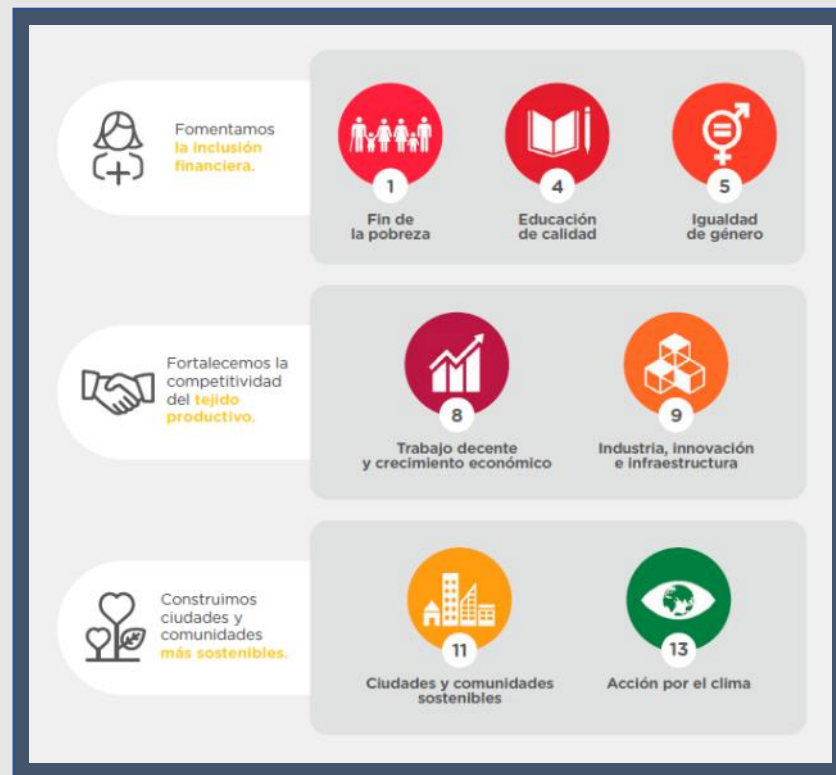 Fomentamos
la inclusión
financiera.
1
Fin de
la pobreza
4
Educación
de calidad
5
Igualdad
de género
Fortalecemos la
competitividad
del tejido
productivo.
8
Trabajo decente
y crecimiento económico
9
Industria, innovación
e infraestructura
Construimos
ciudades y
comunidades
más sostenibles.
11
Ciudades y comunidades
sostenibles
13
Acción por el clima